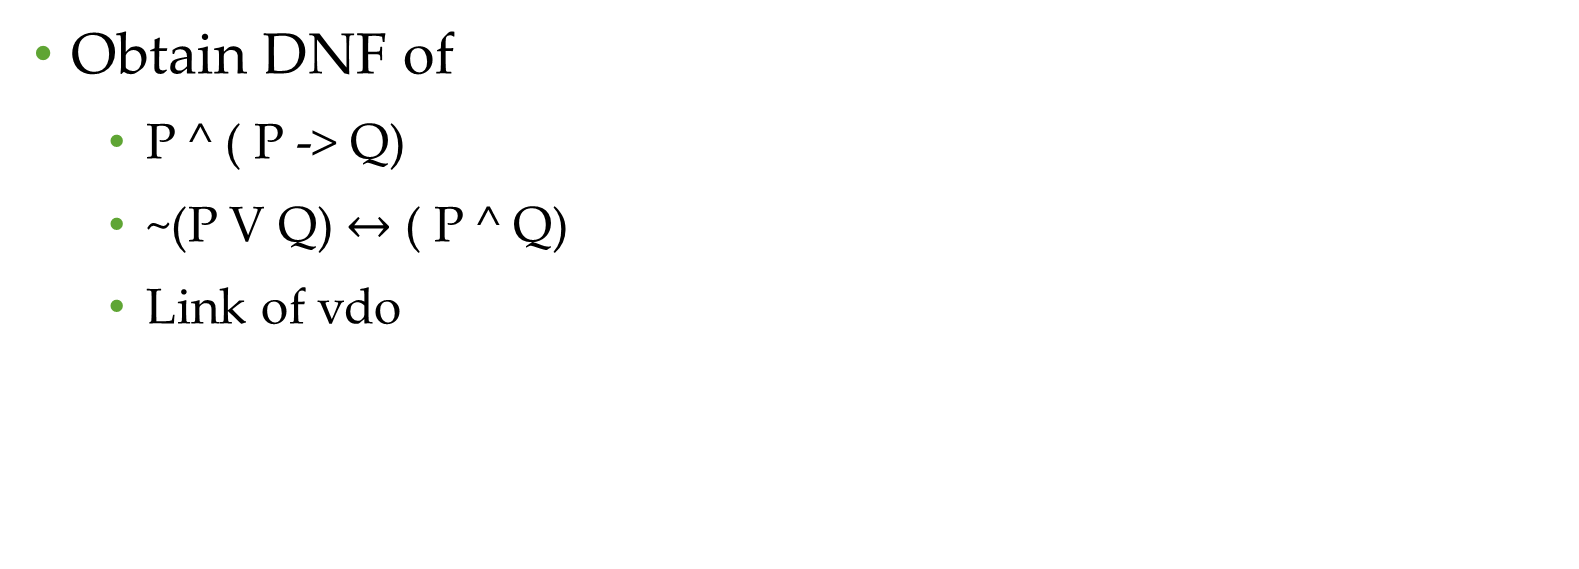 • Obtain DNF of
• P ^ ( P -> Q)
• ~(P V Q) ↔ ( P ^ Q)
• Link of vdo